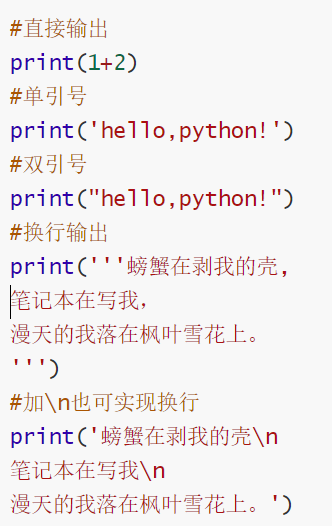 #直接输出
print(1+2)
#单引号
print('hello,python!')
#双引号
print("hello,python!")
#换行输出
print('''螃蟹在剥我的壳,
笔记本在写我,
漫天的我落在枫叶雪花上。
''')
#加\n也可实现换行
print('螃蟹在剥我的壳\n
笔记本在写我\n
漫天的我落在枫叶雪花上。')